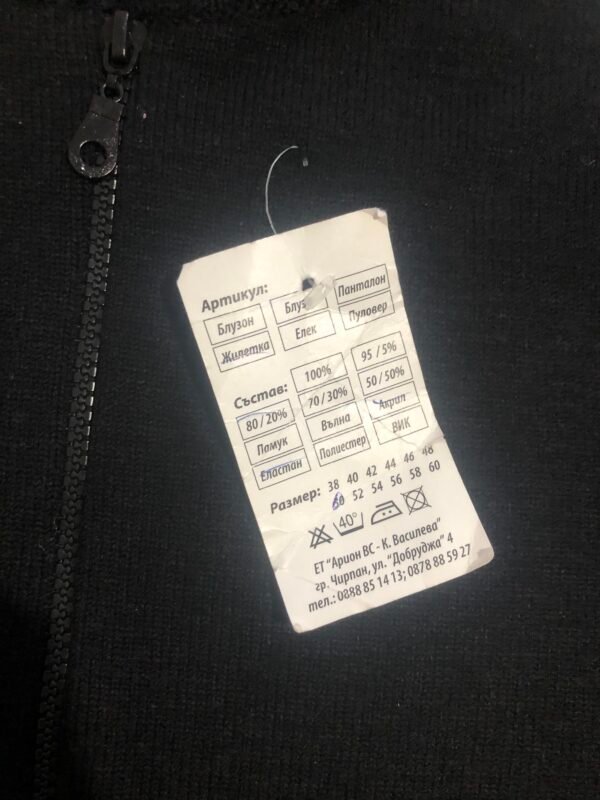 Артикул: Блуз Панталон
Блузон Елек Пуловер
Жилетка
Състав: 100% 95 / 5%
80 / 20% 70 / 30% 50 / 50%
Памук Вълна Акрил
Еластан Полиестер ВИК
Размер: 38 40 42 44 46 48
52 54 56 58 60
40°
ЕТ "Арион ВС - К. Василева"
гр. Чирпан, ул. "Добруджа" 4
тел.: 0888 85 14 13; 0878 88 59 27